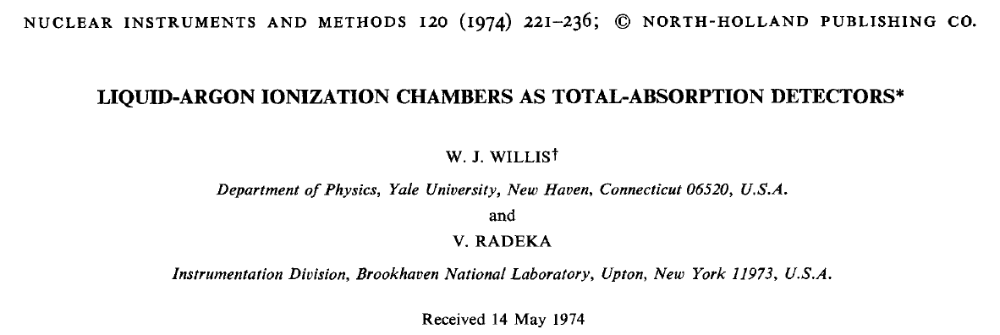 NUCLEAR INSTRUMENTS AND METHODS 120 (1974) 221–236; © NORTH-HOLLAND PUBLISHING CO.
LIQUID-ARGON IONIZATION CHAMBERS AS TOTAL-ABSORPTION DETECTORS*
W. J. WILLIS†
Department of Physics, Yale University, New Haven, Connecticut 06520, U.S.A.
and
V. RADEKA
Instrumentation Division, Brookhaven National Laboratory, Upton, New York 11973, U.S.A.
Received 14 May 1974